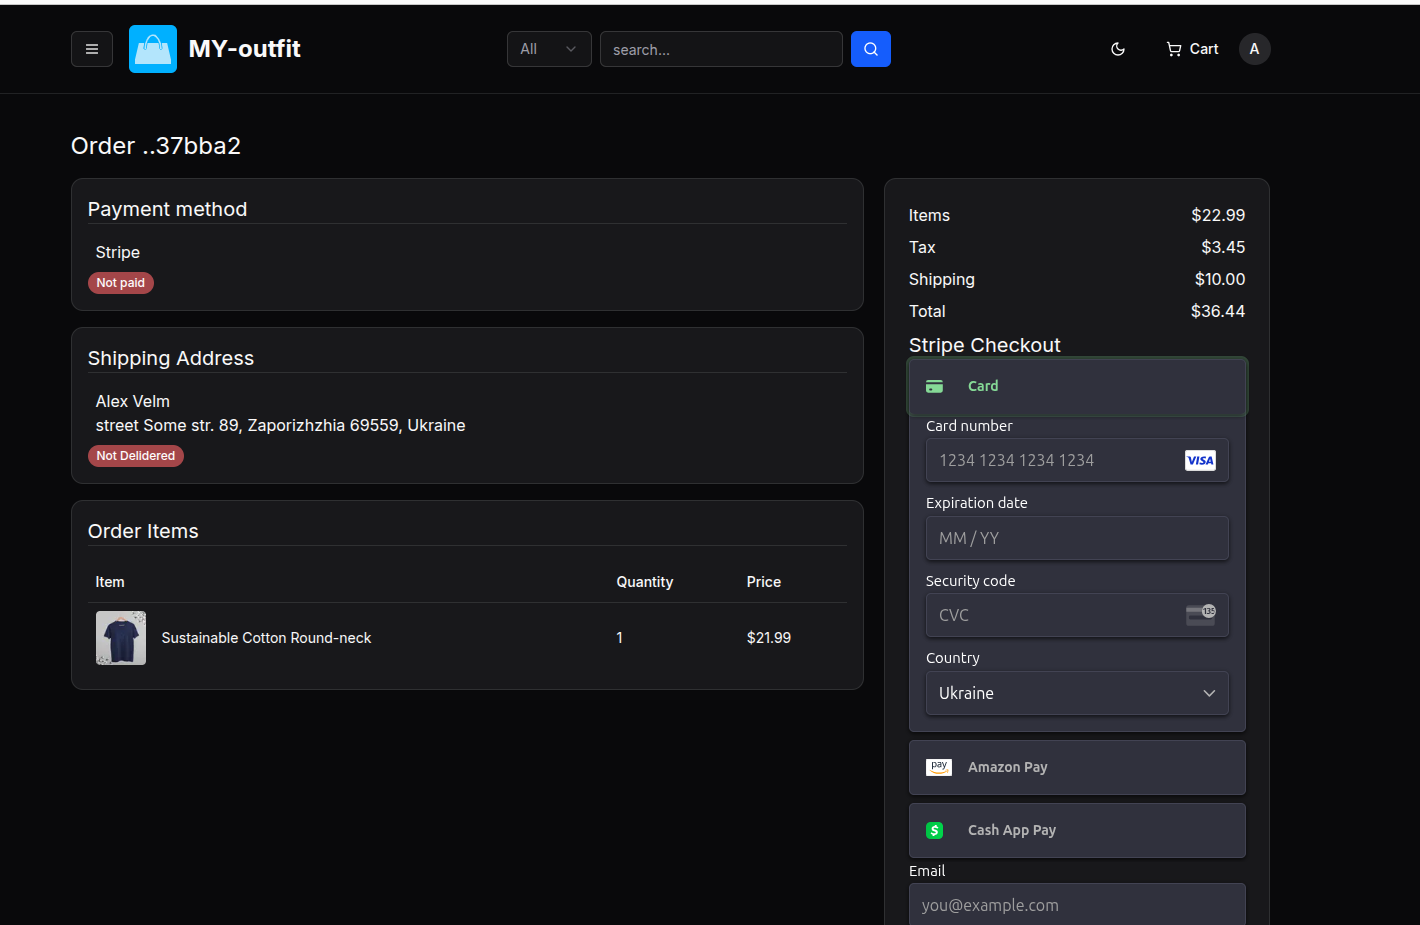 MY-outfit
All
search...
Cart
A
Order ..37bba2
Payment method
Stripe
Not paid
Shipping Address
Alex Velm
street Some str. 89, Zaporizhzhia 69559, Ukraine
Not Delidered
Order Items
Item Quantity Price
Sustainable Cotton Round-neck 1 $21.99
Items $22.99
Tax $3.45
Shipping $10.00
Total $36.44
Stripe Checkout
Card
Card number
1234 1234 1234 1234 VISA
Expiration date
MM / YY
Security code
CVC 135
Country
Ukraine
pay Amazon Pay
$ Cash App Pay
Email
you@example.com